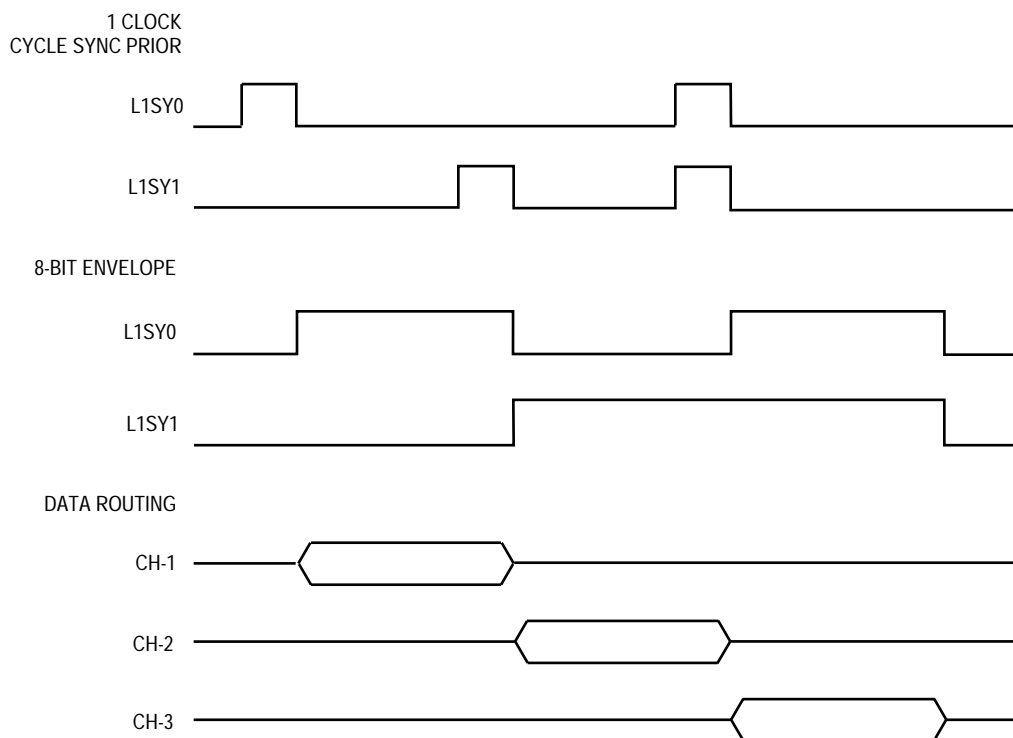 1 CLOCK
CYCLE SYNC PRIOR
L1SY0
L1SY1
8-BIT ENVELOPE
L1SY0
L1SY1
DATA ROUTING
CH-1
CH-2
CH-3